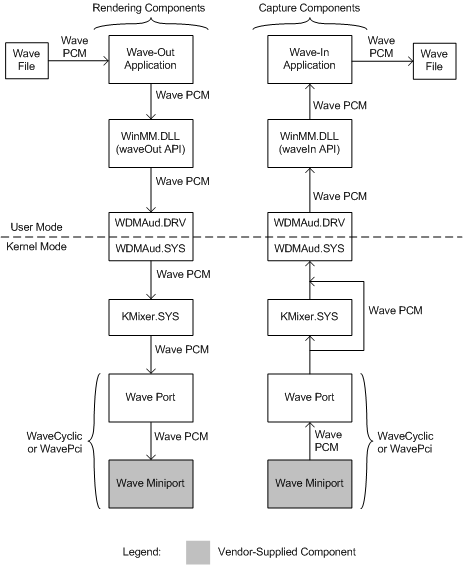 Rendering Components
Capture Components
Wave
File
Wave
PCM
Wave-Out
Application
Wave-In
Application
Wave
PCM
Wave
File
Wave PCM
Wave PCM
WinMM.DLL
(waveOut API)
WinMM.DLL
(waveIn API)
Wave PCM
Wave PCM
User Mode
Kernel Mode
WDMAud.DRV
WDMAud.SYS
WDMAud.DRV
WDMAud.SYS
Wave PCM
KMixer.SYS
KMixer.SYS
Wave PCM
Wave PCM
Wave Port
Wave Port
WaveCyclic
or WavePci
Wave PCM
Wave
PCM
WaveCyclic
or WavePci
Wave Miniport
Wave Miniport
Legend:
Vendor-Supplied Component